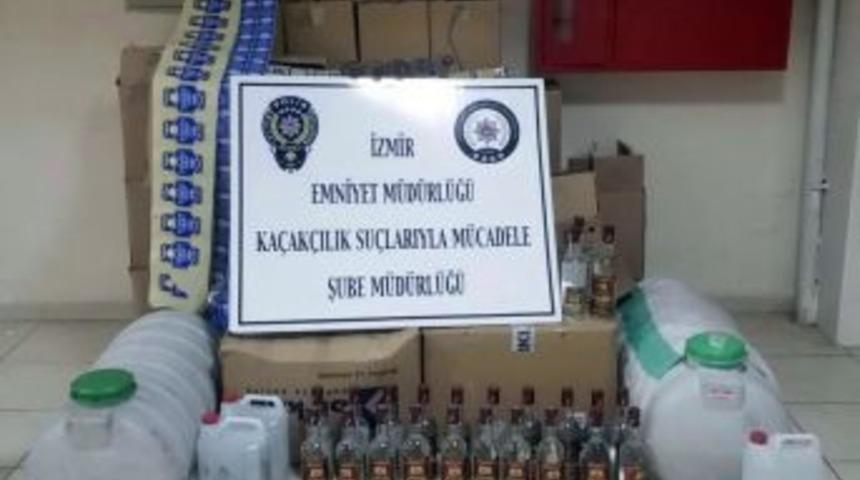 İZMİR
EMNİYET MÜDÜRLÜĞÜ
KAÇAKÇILIK SUÇLARIYLA MÜCADELE
ŞUBE MÜDÜRLÜĞÜ